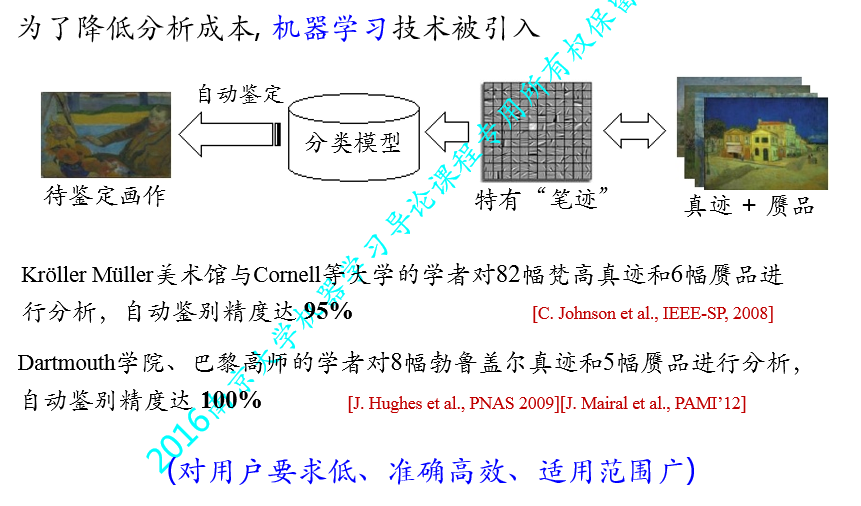 为了降低分析成本, 机器学习技术被引入
自动鉴定
分类模型
待鉴定画作
特有“笔迹”
真迹 + 赝品
Kröller Müller美术馆与Cornell等大学的学者对82幅梵高真迹和6幅赝品进
行分析，自动鉴别精度达 95%
[C. Johnson et al., IEEE-SP, 2008]
Dartmouth学院、巴黎高师的学者对8幅勃鲁盖尔真迹和5幅赝品进行分析，
自动鉴别精度达 100%
[J. Hughes et al., PNAS 2009][J. Mairal et al., PAMI’12]
(对用户要求低、准确高效、适用范围广)
2016南京大学机器学习导论课程专用所有权保留